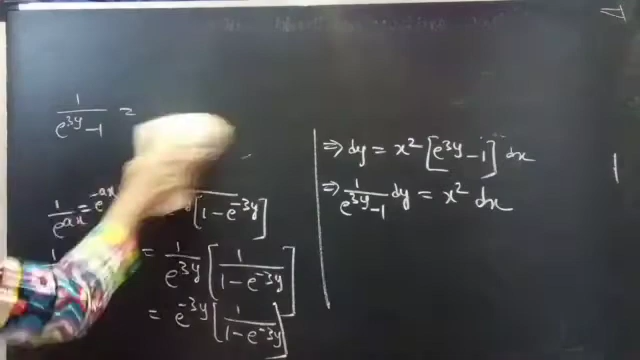 1/(e^3y - 1) =
1/e^ax = e^-ax [1 - e^-3y]
= 1/e^3y [1/(1 - e^-3y)]
= e^-3y [1/(1 - e^-3y)]
⇒ dy = x² [e^3y - 1] dx
⇒ 1/(e^3y - 1) dy = x² dx